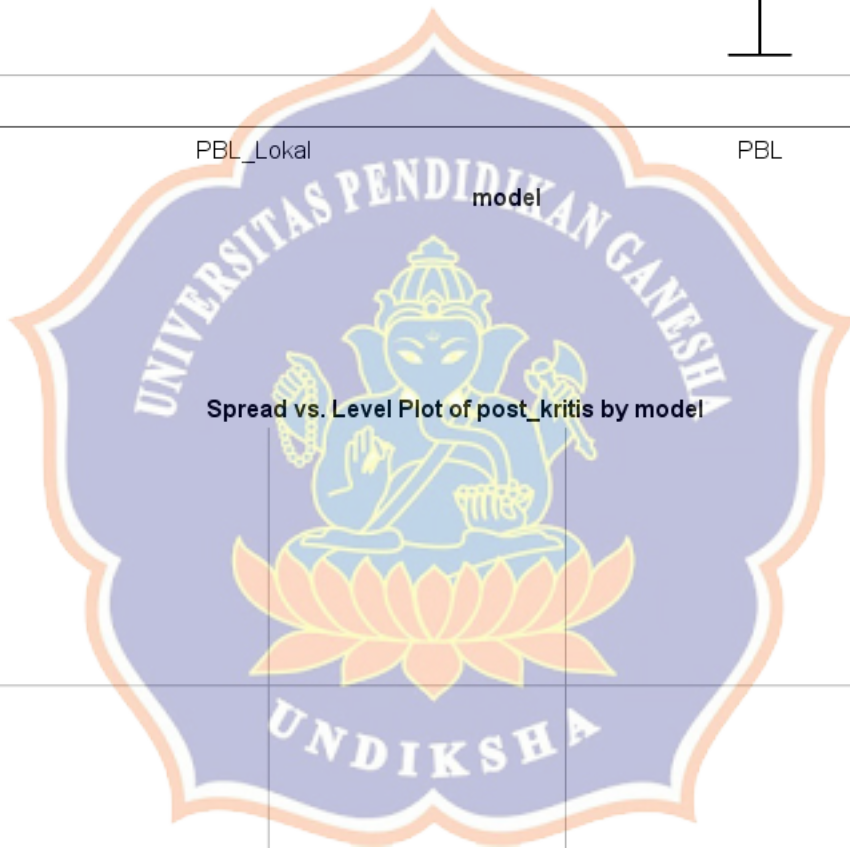 PBL_Lokal PBL
model
UNIVERSITAS PENDIDIKAN GANESHA
Spread vs. Level Plot of post_kritis by model
UNDIKSHA